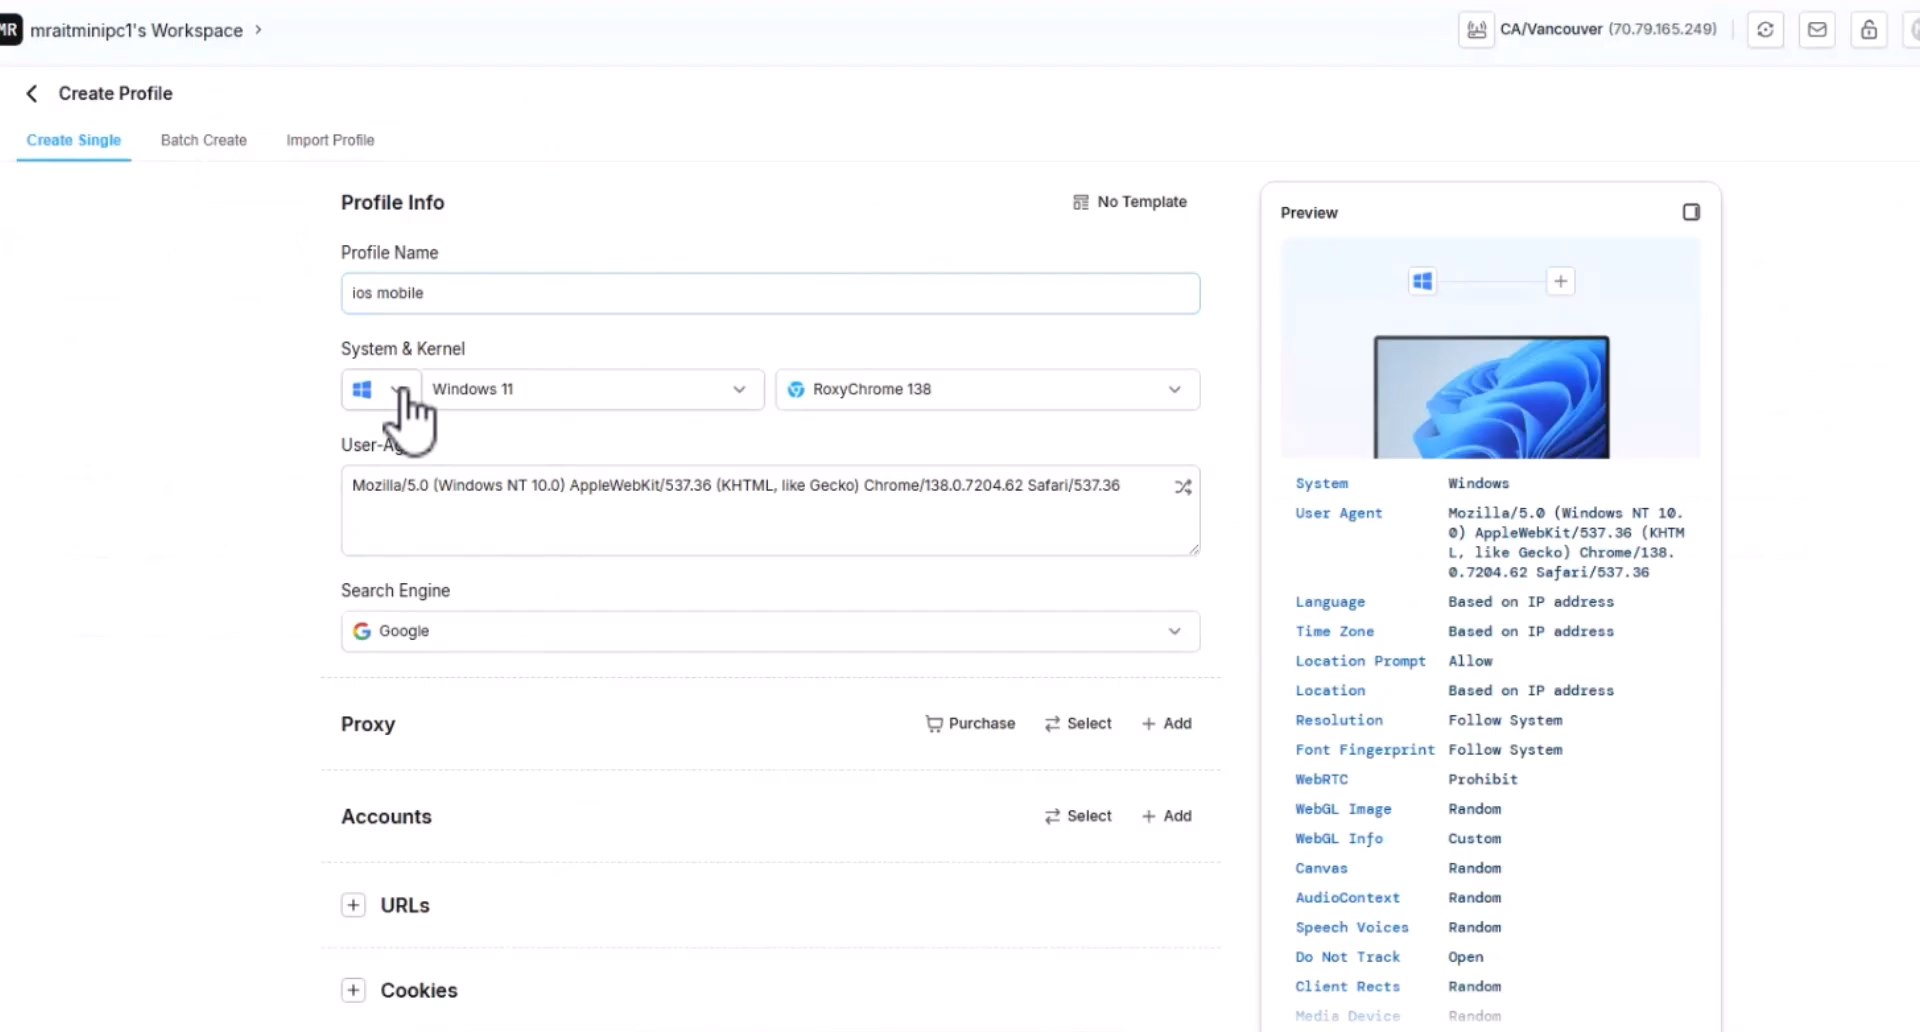 MR mraitminipc1's Workspace
CA/Vancouver (70.79.165.249)
Create Profile
Create Single Batch Create Import Profile
Profile Info
No Template
Profile Name
ios mobile
System & Kernel
Windows 11
RoxyChrome 138
User-Ag
Mozilla/5.0 (Windows NT 10.0) AppleWebKit/537.36 (KHTML, like Gecko) Chrome/138.0.7204.62 Safari/537.36
Search Engine
Google
Proxy
Purchase Select + Add
Accounts
Select + Add
+ URLs
+ Cookies
Preview
System Windows
User Agent Mozilla/5.0 (Windows NT 10.
0) AppleWebKit/537.36 (KHTM
L, like Gecko) Chrome/138.
0.7204.62 Safari/537.36
Language Based on IP address
Time Zone Based on IP address
Location Prompt Allow
Location Based on IP address
Resolution Follow System
Font Fingerprint Follow System
WebRTC Prohibit
WebGL Image Random
WebGL Info Custom
Canvas Random
AudioContext Random
Speech Voices Random
Do Not Track Open
Client Rects Random
Media Device Random